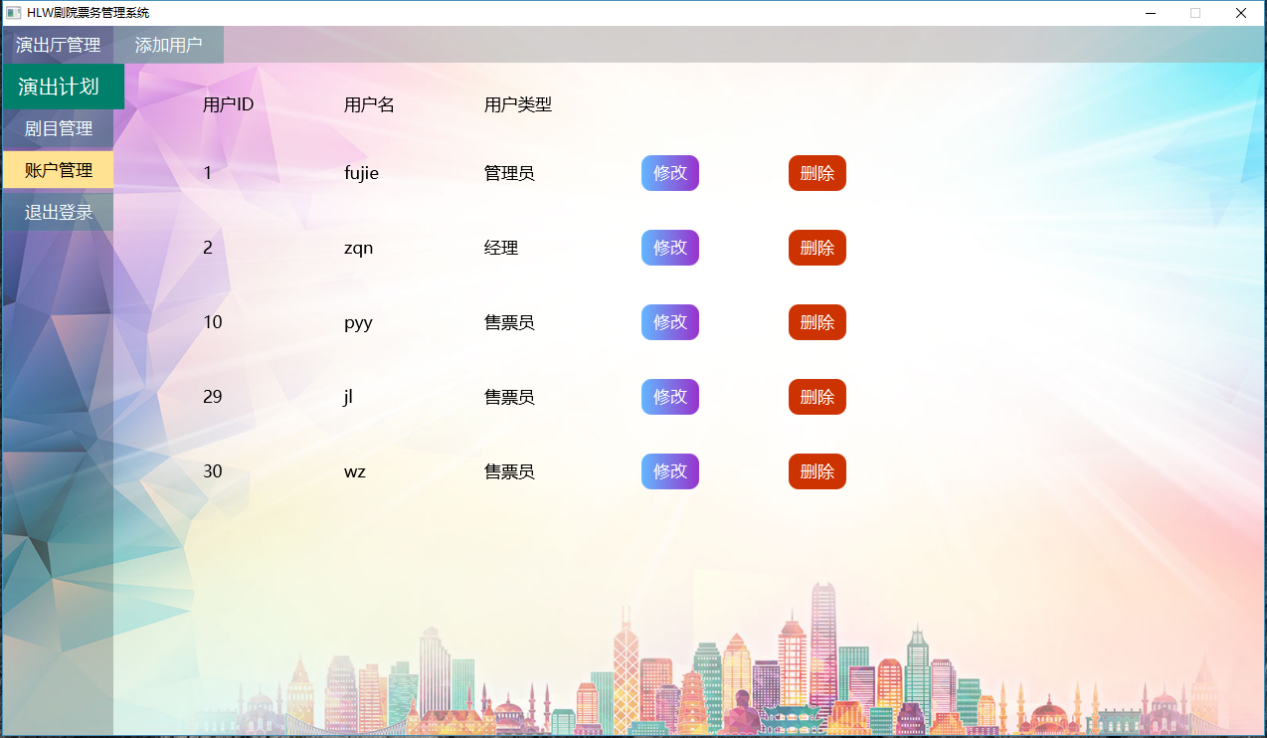 HLW剧院票务管理系统
演出厅管理 添加用户
演出计划
剧目管理
账户管理
退出登录
用户ID 用户名 用户类型
1 fujie 管理员 修改 删除
2 zqn 经理 修改 删除
10 pyy 售票员 修改 删除
29 jl 售票员 修改 删除
30 wz 售票员 修改 删除